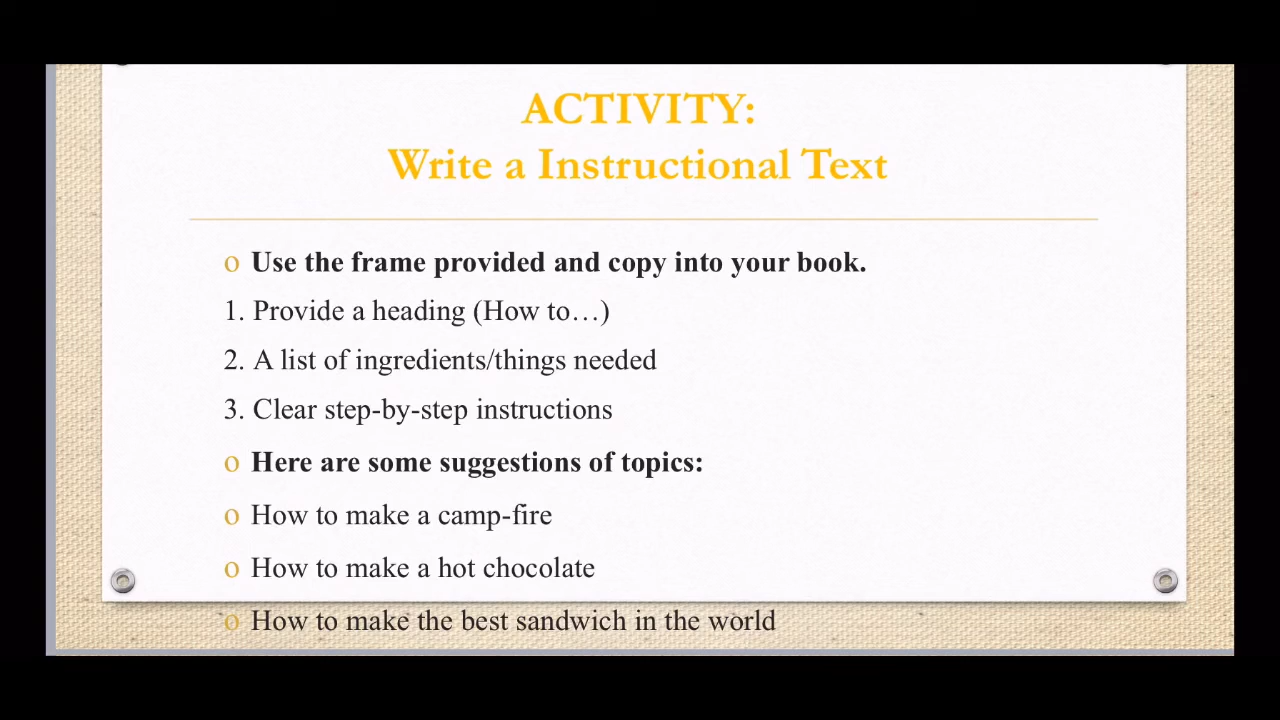 ACTIVITY:
Write a Instructional Text
o Use the frame provided and copy into your book.
1. Provide a heading (How to…)
2. A list of ingredients/things needed
3. Clear step-by-step instructions
o Here are some suggestions of topics:
o How to make a camp-fire
o How to make a hot chocolate
o How to make the best sandwich in the world